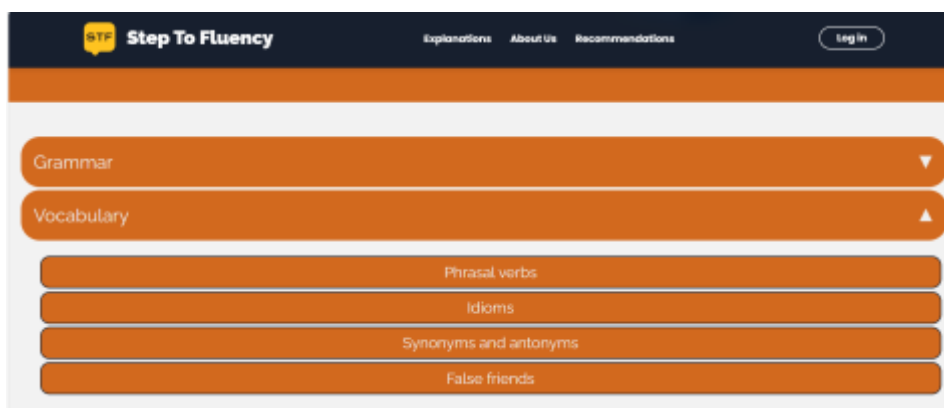 STF Step To Fluency Explanations About Us Recommendations Log in
Grammar
Vocabulary
Phrasal verbs
Idioms
Synonyms and antonyms
False friends